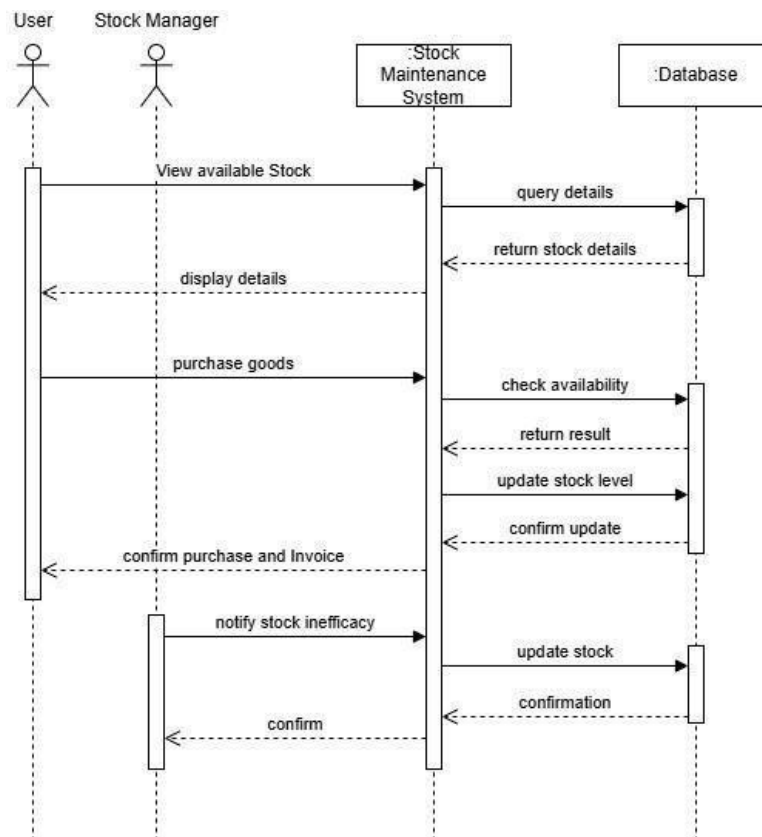 User
Stock Manager
:Stock
Maintenance
System
:Database
View available Stock
query details
return stock details
display details
purchase goods
check availability
return result
update stock level
confirm update
confirm purchase and Invoice
notify stock inefficacy
update stock
confirmation
confirm